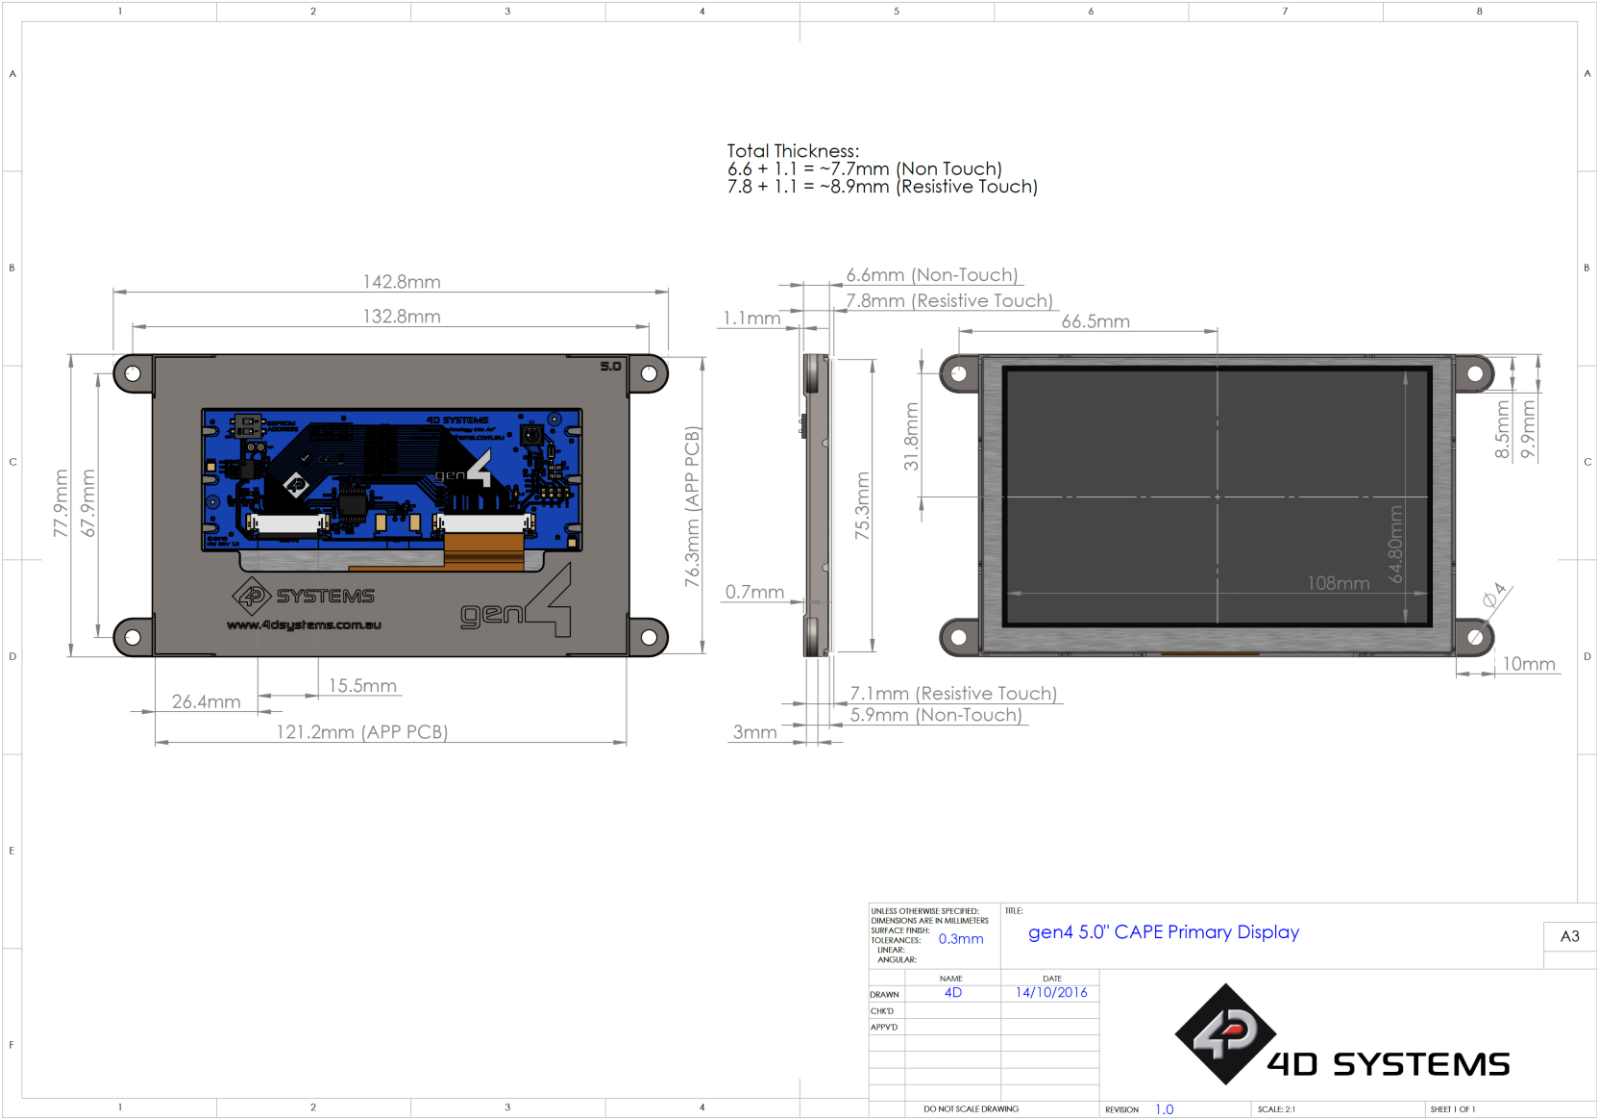 1 2 3 4 5 6 7 8
A A
B B
C C
D D
E
F
Total Thickness:
6.6 + 1.1 = ~7.7mm (Non Touch)
7.8 + 1.1 = ~8.9mm (Resistive Touch)
142.8mm
132.8mm
77.9mm
67.9mm
76.3mm (APP PCB)
26.4mm
15.5mm
121.2mm (APP PCB)
5.0
4D SYSTEMS
gen4
4D SYSTEMS
www.4dsystems.com.au
gen4
6.6mm (Non-Touch)
7.8mm (Resistive Touch)
1.1mm
75.3mm
0.7mm
7.1mm (Resistive Touch)
5.9mm (Non-Touch)
3mm
66.5mm
31.8mm
8.5mm
9.9mm
64.80mm
108mm
Ø4
10mm
UNLESS OTHERWISE SPECIFIED:
DIMENSIONS ARE IN MILLIMETERS
SURFACE FINISH:
TOLERANCES: 0.3mm
LINEAR:
ANGULAR:
TITLE:
gen4 5.0" CAPE Primary Display
A3
NAME DATE
DRAWN 4D 14/10/2016
CHK'D
APPV'D
4D SYSTEMS
DO NOT SCALE DRAWING
REVISION 1.0
SCALE: 2:1
SHEET 1 OF 1
1 2 3 4